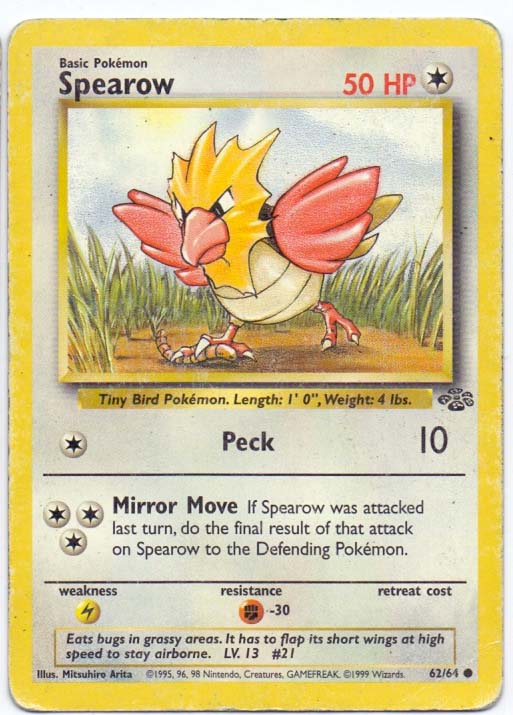 Basic Pokémon
Spearow
50 HP
Tiny Bird Pokémon. Length: 1' 0", Weight: 4 lbs.
Peck 10
Mirror Move If Spearow was attacked
last turn, do the final result of that attack
on Spearow to the Defending Pokémon.
weakness resistance retreat cost
-30
Eats bugs in grassy areas. It has to flap its short wings at high
speed to stay airborne. LV. 13 #21
Illus. Mitsuhiro Arita ©1995, 96, 98 Nintendo, Creatures, GAMEFREAK. ©1999 Wizards. 62/64